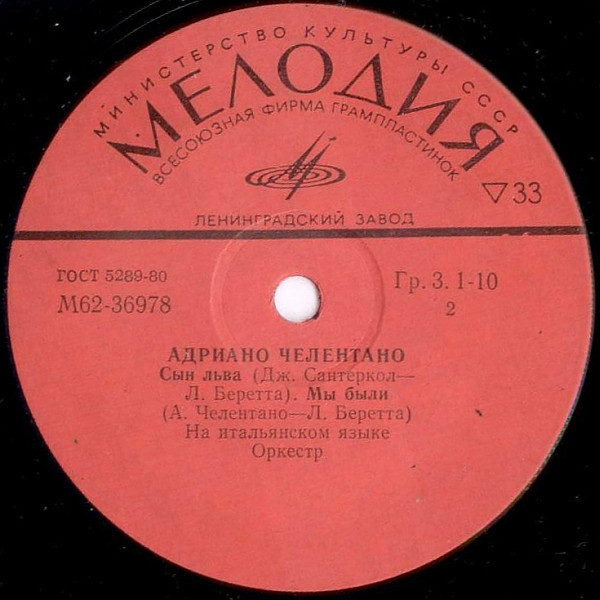 МИНИСТЕРСТВО КУЛЬТУРЫ СССР
МЕЛОДИЯ
ВСЕСОЮЗНАЯ ФИРМА ГРАМПЛАСТИНОК
▽33
ЛЕНИНГРАДСКИЙ ЗАВОД
ГОСТ 5289-80
М62-36978
Гр. 3. 1-10
2
АДРИАНО ЧЕЛЕНТАНО
Сын льва (Дж. Сантеркол—
Л. Беретта). Мы были
(А. Челентано—Л. Беретта)
На итальянском языке
Оркестр